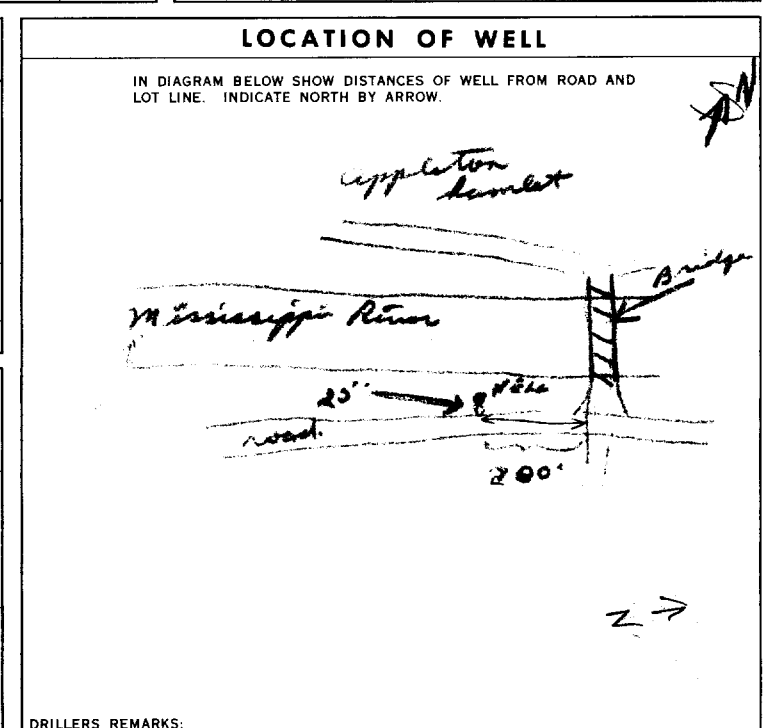 LOCATION OF WELL
IN DIAGRAM BELOW SHOW DISTANCES OF WELL FROM ROAD AND
LOT LINE. INDICATE NORTH BY ARROW.
N
Appleton
hamlet
Bridge
Mississippi River
25'
Well
road.
200'
N
DRILLERS REMARKS: